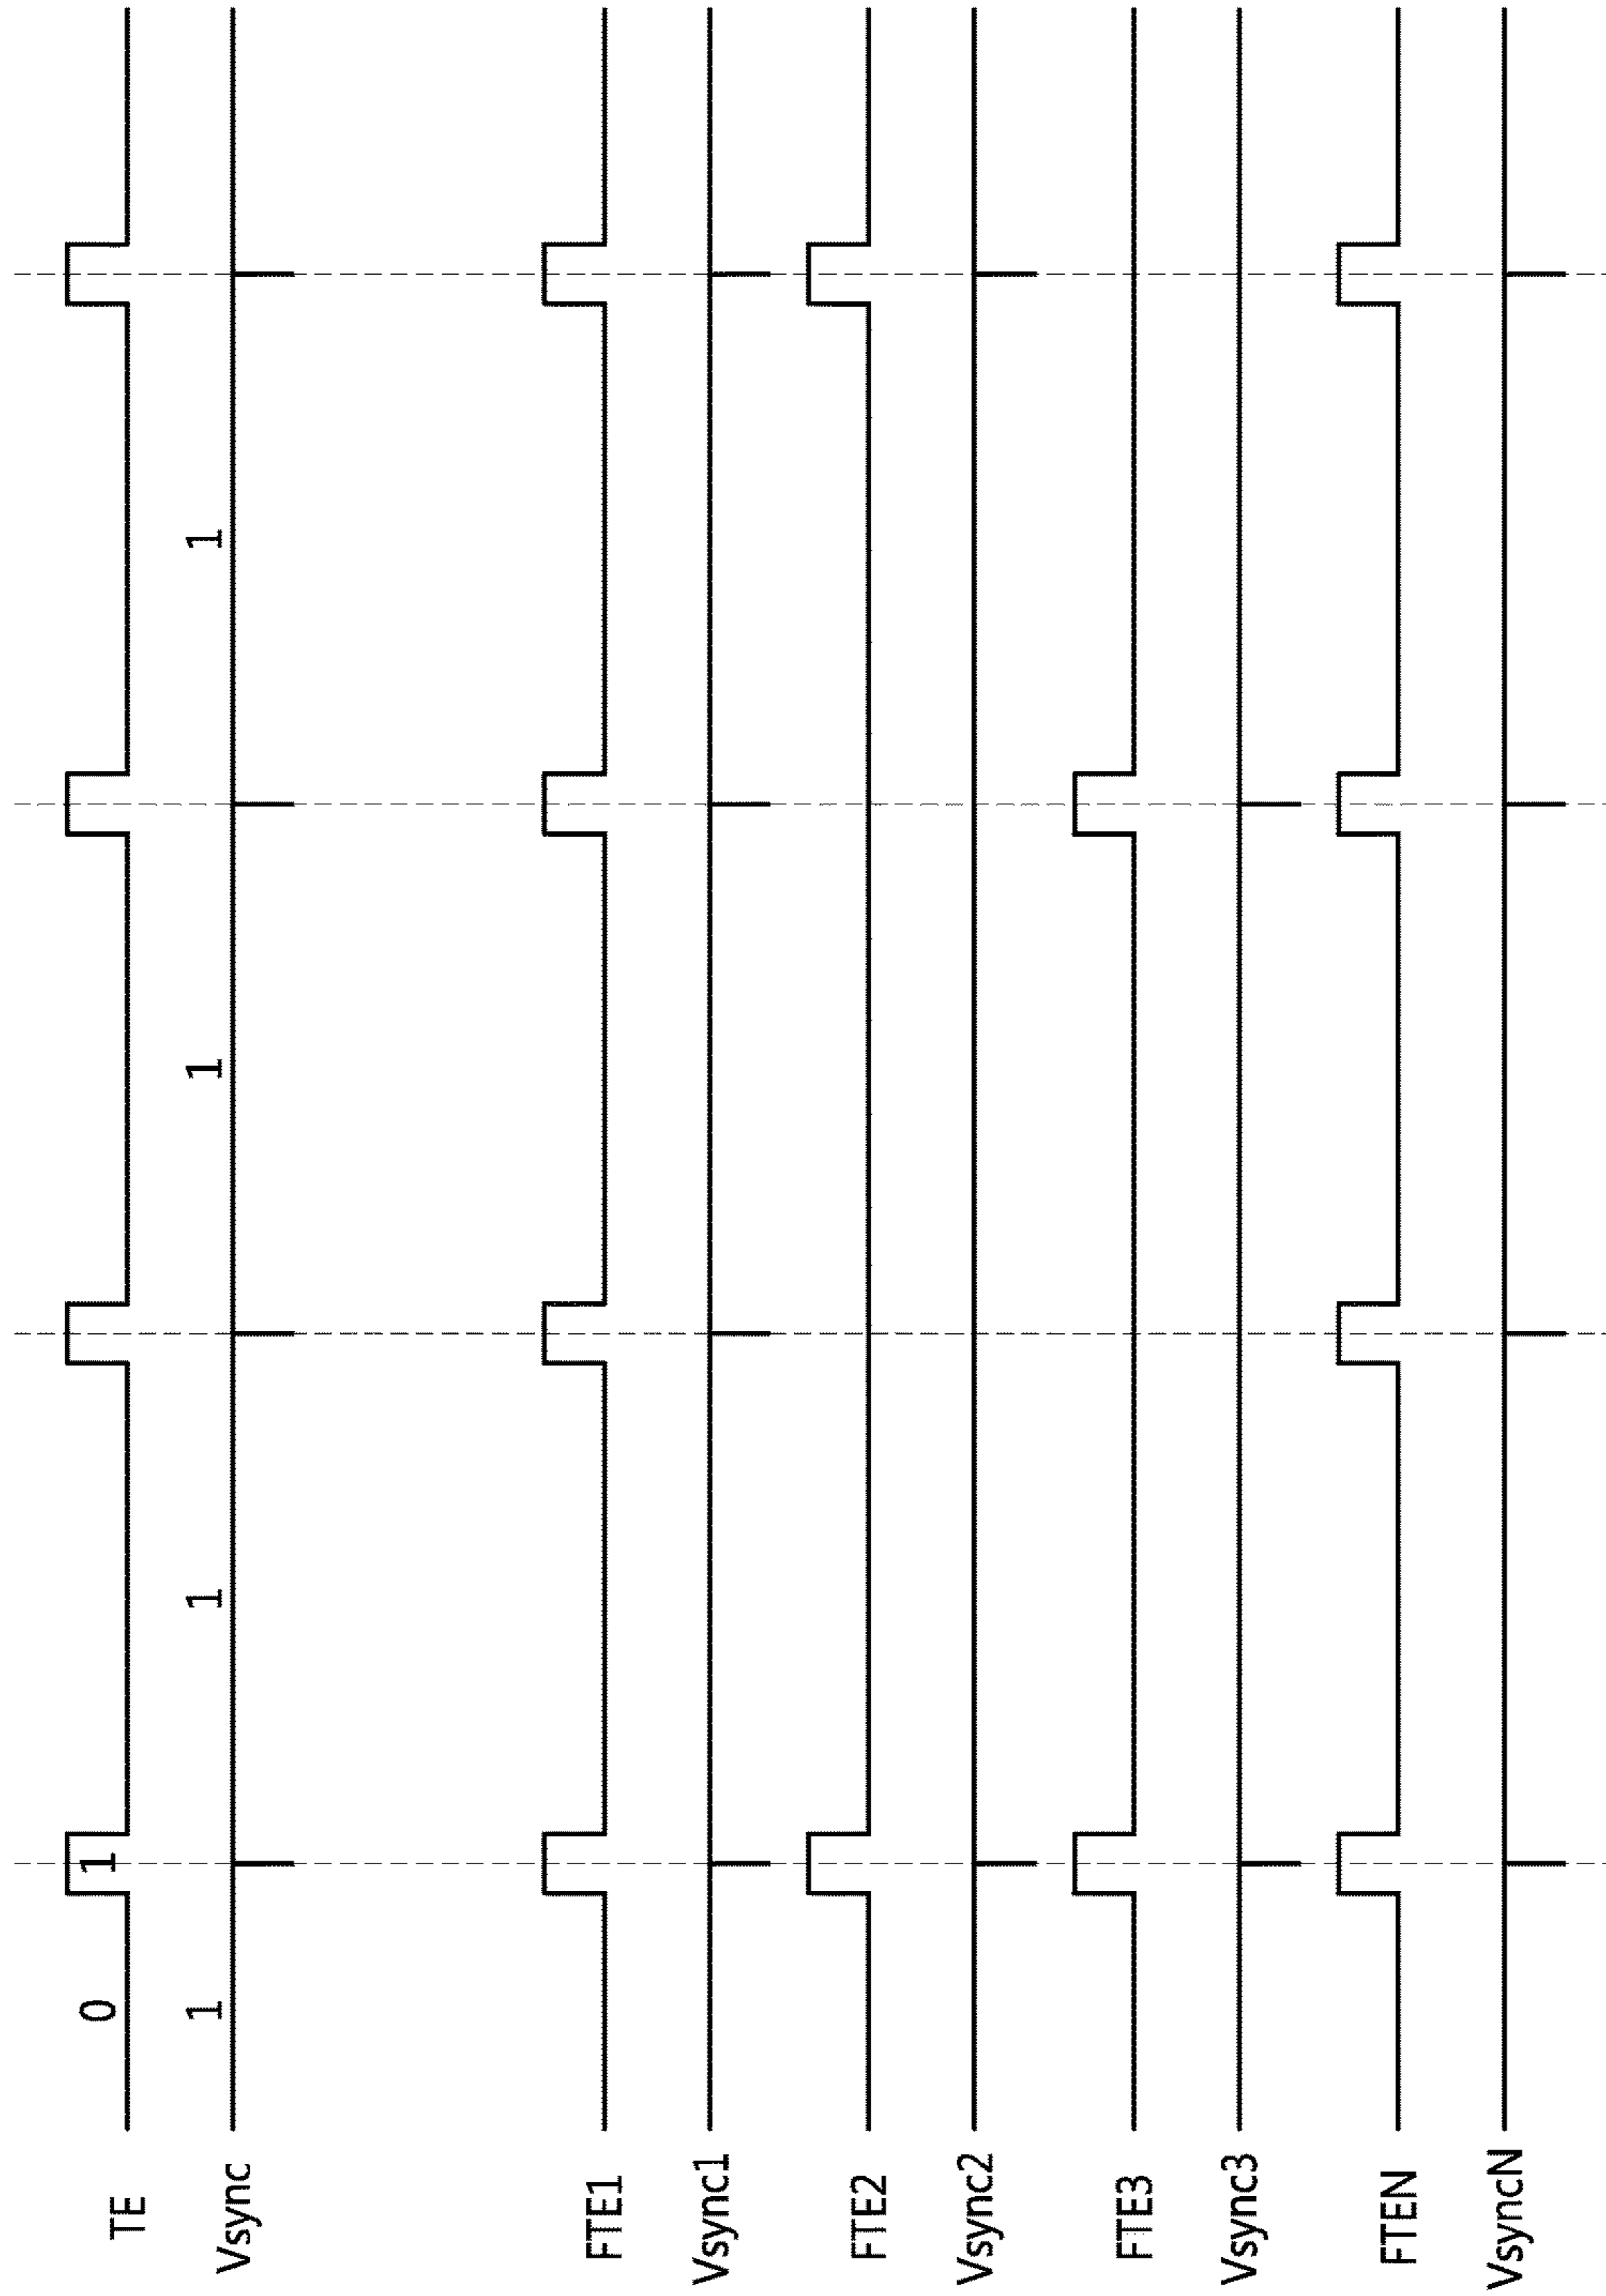 TE 0 1
Vsync 1 1 1 1
FTE1
Vsync1
FTE2
Vsync2
FTE3
Vsync3
FTEN
VsyncN